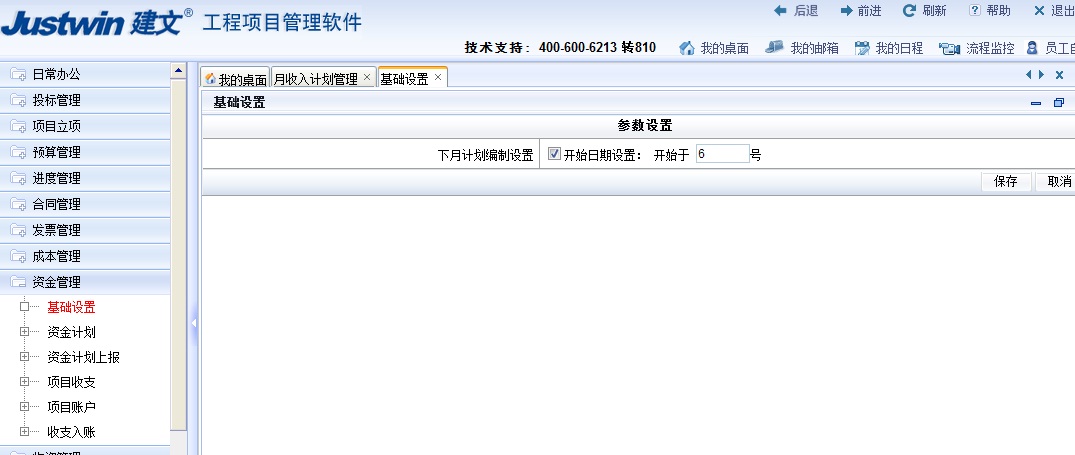 Justwin 建文® 工程项目管理软件
后退 前进 刷新 帮助 退出
技术支持：400-600-6213 转810 我的桌面 我的邮箱 我的日程 流程监控 员工自
日常办公
投标管理
项目立项
预算管理
进度管理
合同管理
发票管理
成本管理
资金管理
基础设置
资金计划
资金计划上报
项目收支
项目账户
收支入账
我的桌面 月收入计划管理 基础设置
基础设置
参数设置
下月计划编制设置 开始日期设置： 开始于 6 号
保存 取消